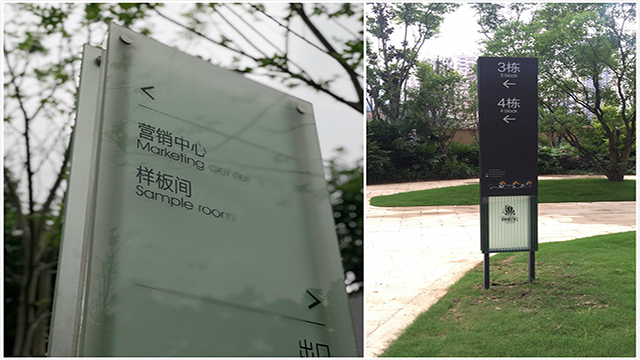 <
营销中心
Marketing center
样板间
Sample room
>
出口
3栋
3 block
←
4栋
4 block
←